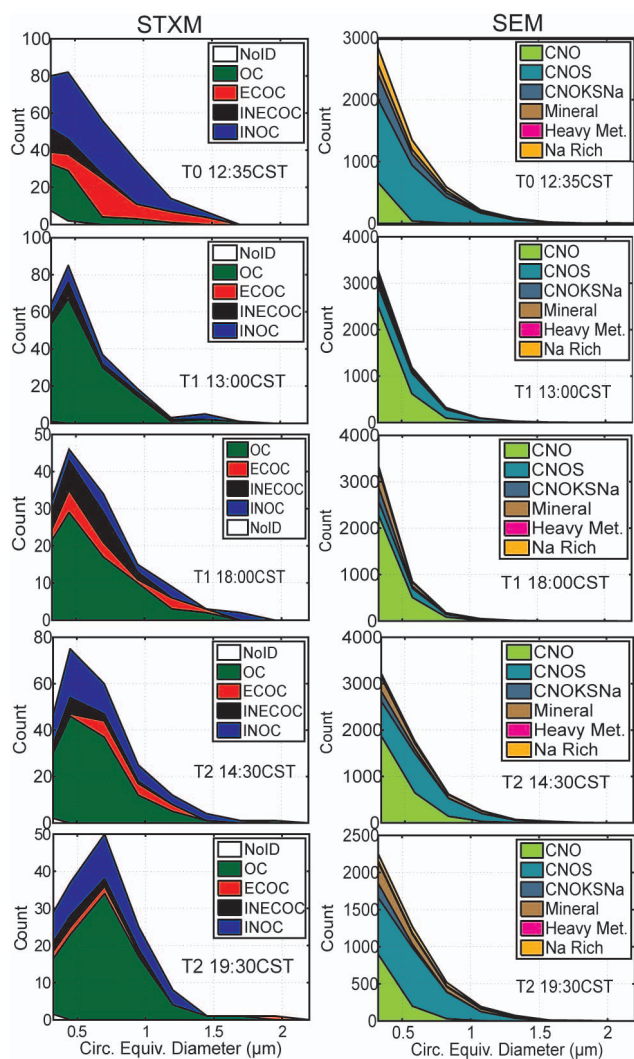 STXM
SEM
100
80
60
40
20
0
Count
NoID
OC
ECOC
INECOC
INOC
T0 12:35CST
3000
2000
1000
0
Count
CNO
CNOS
CNOKSNa
Mineral
Heavy Met.
Na Rich
T0 12:35CST
100
80
60
40
20
0
Count
NoID
OC
ECOC
INECOC
INOC
T1 13:00CST
4000
3000
2000
1000
0
Count
CNO
CNOS
CNOKSNa
Mineral
Heavy Met.
Na Rich
T1 13:00CST
50
40
30
20
10
0
Count
OC
ECOC
INECOC
INOC
NoID
T1 18:00CST
4000
3000
2000
1000
0
Count
CNO
CNOS
CNOKSNa
Mineral
Heavy Met.
Na Rich
T1 18:00CST
80
60
40
20
0
Count
NoID
OC
ECOC
INECOC
INOC
T2 14:30CST
4000
3000
2000
1000
0
Count
CNO
CNOS
CNOKSNa
Mineral
Heavy Met.
Na Rich
T2 14:30CST
50
40
30
20
10
0
Count
NoID
OC
ECOC
INECOC
INOC
T2 19:30CST
0.5 1 1.5 2
Circ. Equiv. Diameter (µm)
2500
2000
1500
1000
500
0
Count
CNO
CNOS
CNOKSNa
Mineral
Heavy Met.
Na Rich
T2 19:30CST
0.5 1 1.5 2
Circ. Equiv. Diameter (µm)